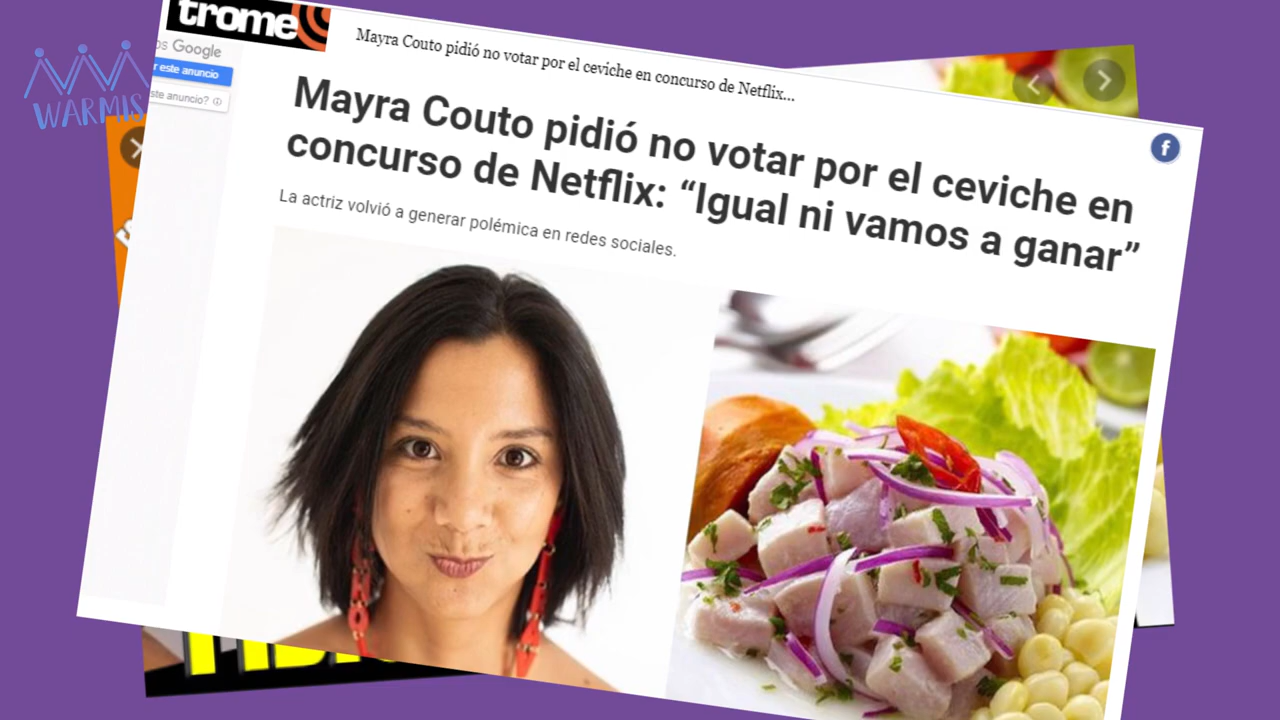 trome
Mayra Couto pidió no votar por el ceviche en concurso de Netflix...
Google
WARMIS
r este anuncio
ste anuncio?
Mayra Couto pidió no votar por el ceviche en
concurso de Netflix: “Igual ni vamos a ganar”
La actriz volvió a generar polémica en redes sociales.
f